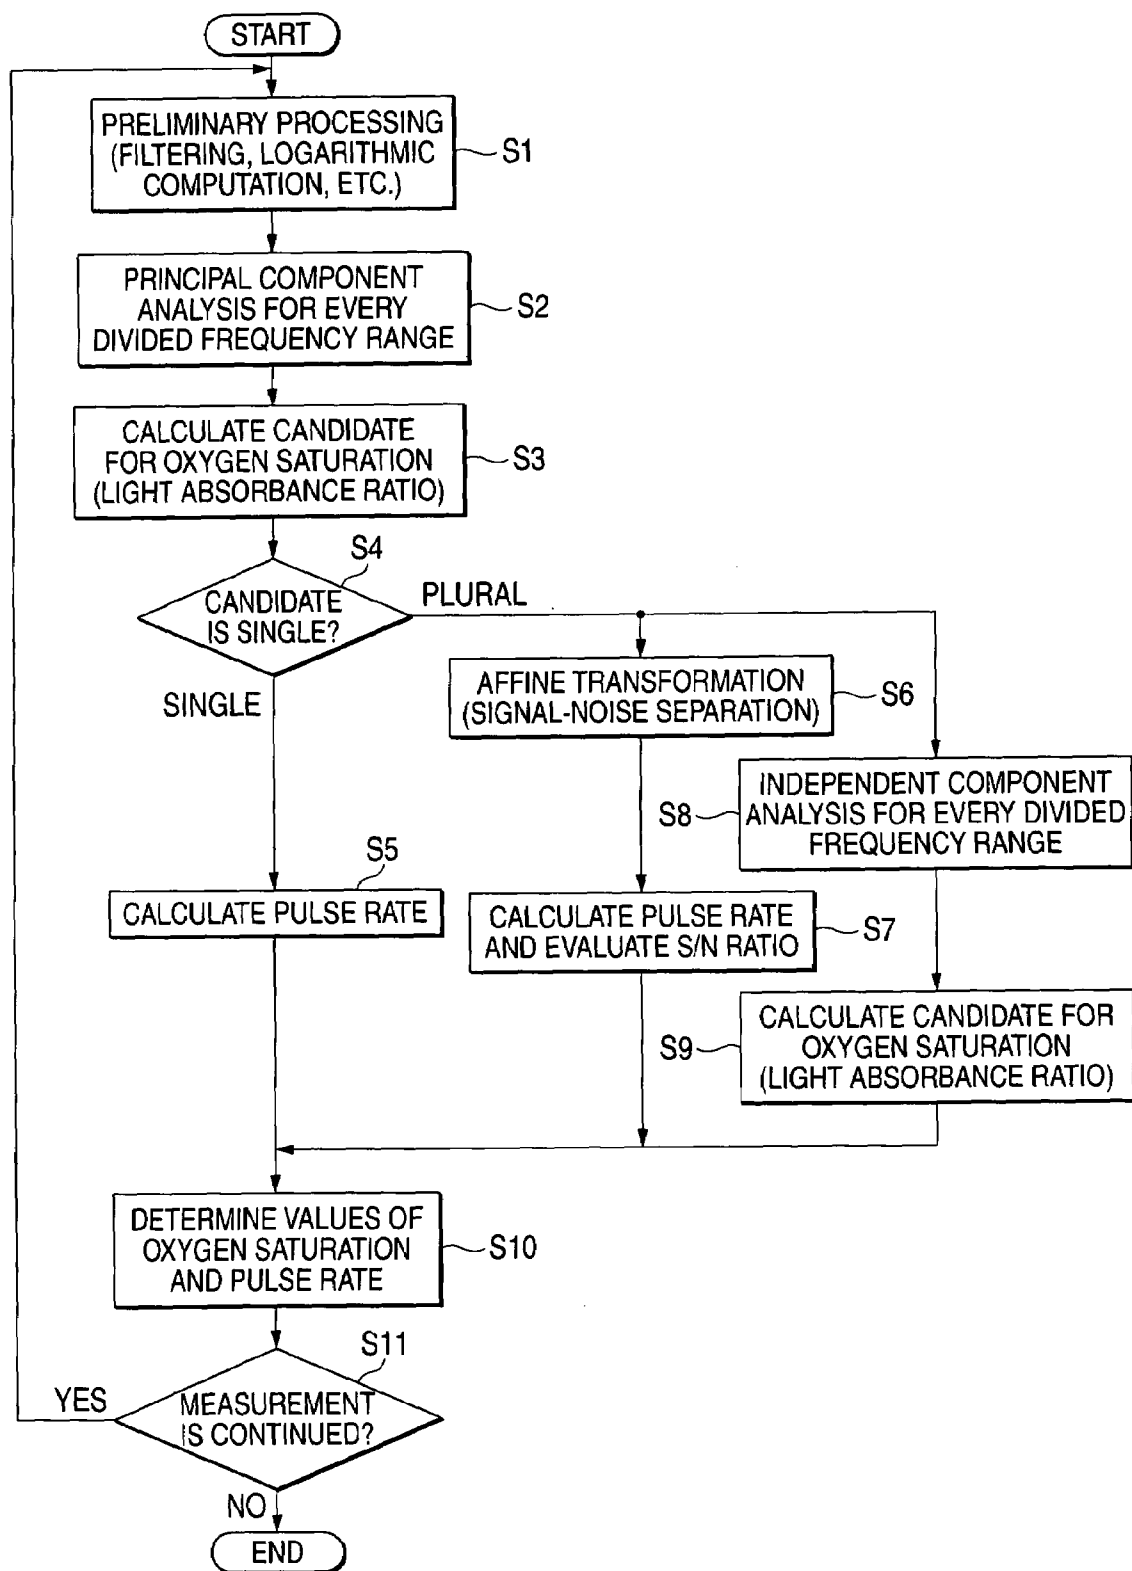 START
PRELIMINARY PROCESSING
(FILTERING, LOGARITHMIC
COMPUTATION, ETC.)
S1
PRINCIPAL COMPONENT
ANALYSIS FOR EVERY
DIVIDED FREQUENCY RANGE
S2
CALCULATE CANDIDATE
FOR OXYGEN SATURATION
(LIGHT ABSORBANCE RATIO)
S3
S4
CANDIDATE
IS SINGLE?
PLURAL
SINGLE
AFFINE TRANSFORMATION
(SIGNAL-NOISE SEPARATION)
S6
INDEPENDENT COMPONENT
ANALYSIS FOR EVERY DIVIDED
FREQUENCY RANGE
S8
S5
CALCULATE PULSE RATE
CALCULATE PULSE RATE
AND EVALUATE S/N RATIO
S7
CALCULATE CANDIDATE FOR
OXYGEN SATURATION
(LIGHT ABSORBANCE RATIO)
S9
DETERMINE VALUES OF
OXYGEN SATURATION
AND PULSE RATE
S10
S11
MEASUREMENT
IS CONTINUED?
YES
NO
END